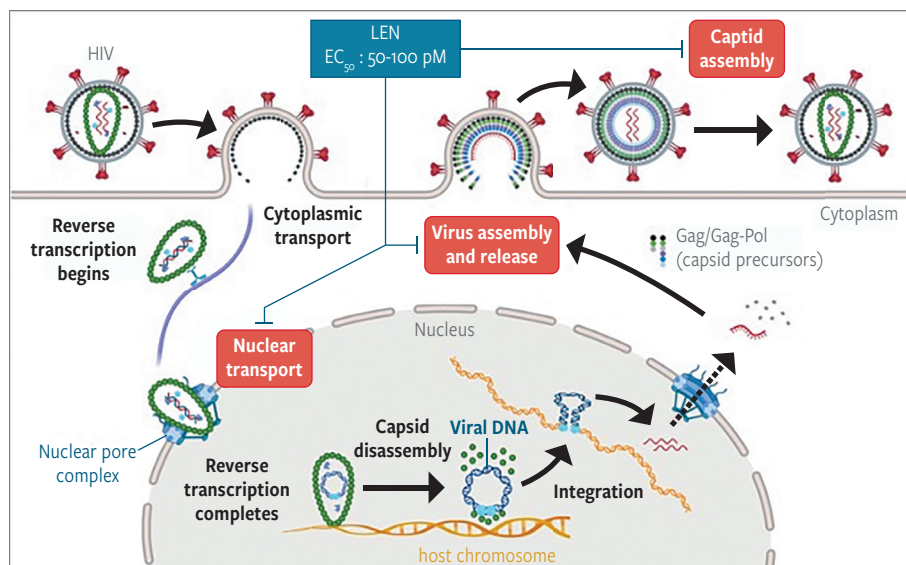 HIV
LEN
EC50 : 50-100 pM
Captid
assembly
Reverse
transcription
begins
Cytoplasmic
transport
Virus assembly
and release
Cytoplasm
Gag/Gag-Pol
(capsid precursors)
Nucleus
Nuclear
transport
Nuclear pore
complex
Capsid
disassembly
Viral DNA
Reverse
transcription
completes
Integration
host chromosome